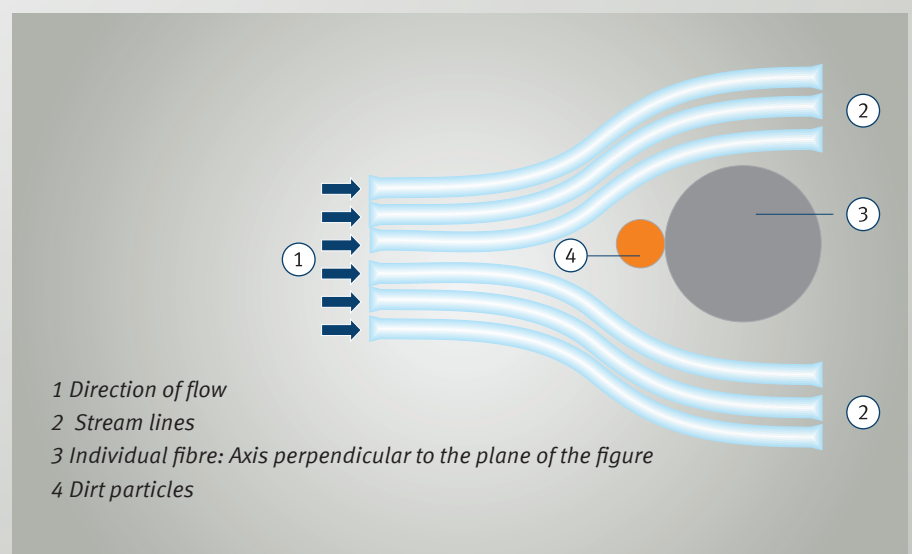 2
3
4
1
1 Direction of flow
2 Stream lines
2
3 Individual fibre: Axis perpendicular to the plane of the figure
4 Dirt particles